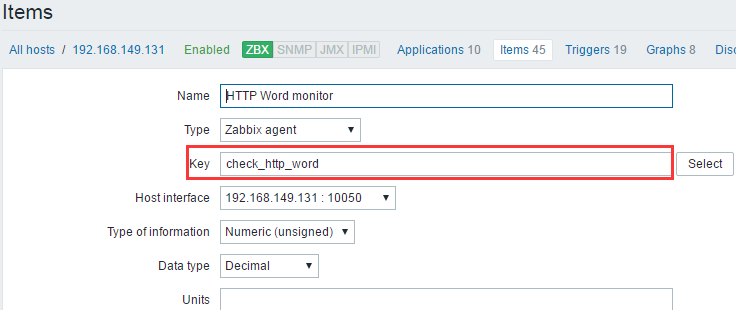 Items
All hosts / 192.168.149.131 Enabled ZBX SNMP JMX IPMI Applications 10 Items 45 Triggers 19 Graphs 8
Name HTTP Word monitor
Type Zabbix agent
Key check_http_word Select
Host interface 192.168.149.131 : 10050
Type of information Numeric (unsigned)
Data type Decimal
Units